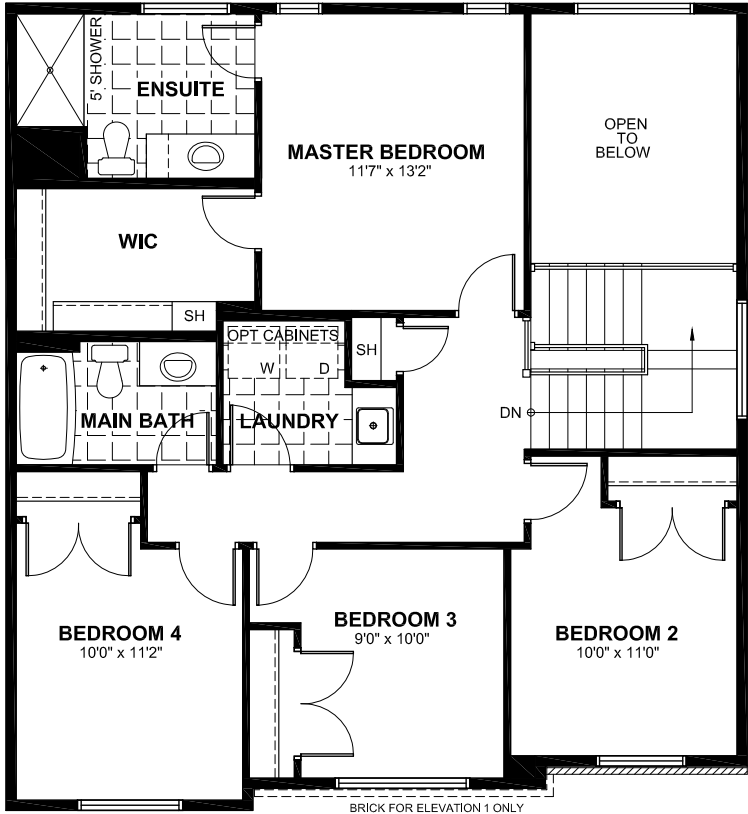 5' SHOWER
ENSUITE
MASTER BEDROOM
11'7" x 13'2"
OPEN
TO
BELOW
WIC
SH
OPT CABINETS
W
D
SH
MAIN BATH
LAUNDRY
DN
BEDROOM 4
10'0" x 11'2"
BEDROOM 3
9'0" x 10'0"
BEDROOM 2
10'0" x 11'0"
BRICK FOR ELEVATION 1 ONLY